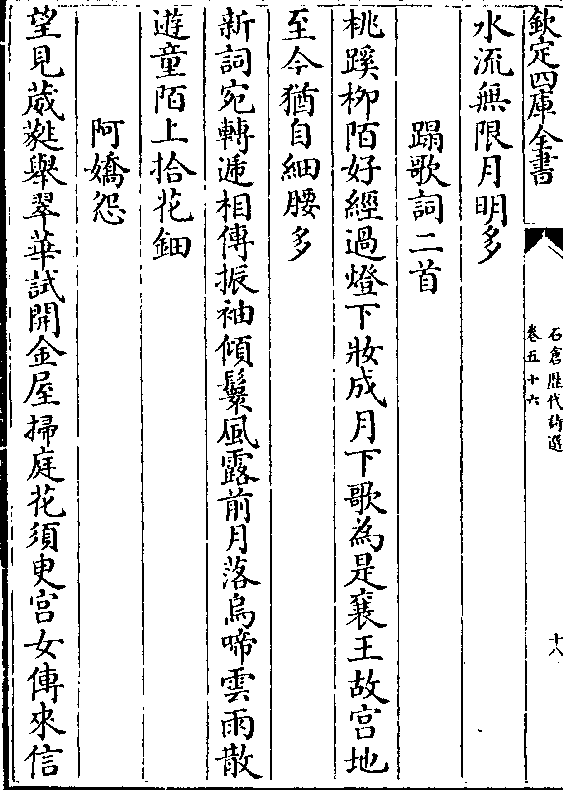 欽定四庫全書
石倉歴代詩選
卷五十六
十八
水流無限月明多
蹋歌詞二首
桃蹊柳陌好經過燈下妝成月下歌為是襄王故宫地
至今猶自細腰多
新詞宛轉遞相傳振袖傾鬟風露前月落烏啼雲雨散
遊童陌上拾花鈿
阿嬌怨
望見葳蕤舉翠華試開金屋掃庭花須臾宫女傳來信